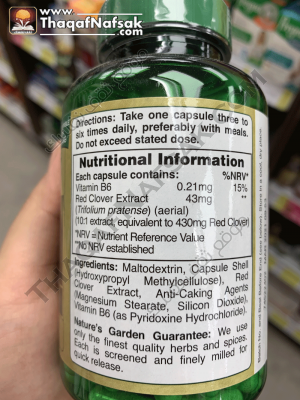 www.
ThaqafNafsak.com
Directions: Take one capsule three to
six times daily, preferably with meals.
Do not exceed stated dose.
Nutritional Information
Each capsule contains: %NRV*
Vitamin B6 0.21mg 15%
Red Clover Extract 43mg **
(Trifolium pratense) (aerial)
(10:1 extract, equivalent to 430mg Red Clover)
*NRV = Nutrient Reference Value
**No NRV established
Ingredients: Maltodextrin, Capsule Shell
(Hydroxypropyl Methylcellulose), Red
Clover Extract, Anti-Caking Agents
(Magnesium Stearate, Silicon Dioxide),
Vitamin B6 (as Pyridoxine Hydrochloride).
Nature's Garden Guarantee: We use
only the finest quality herbs and spices.
Each is screened and finely milled for
quick release.